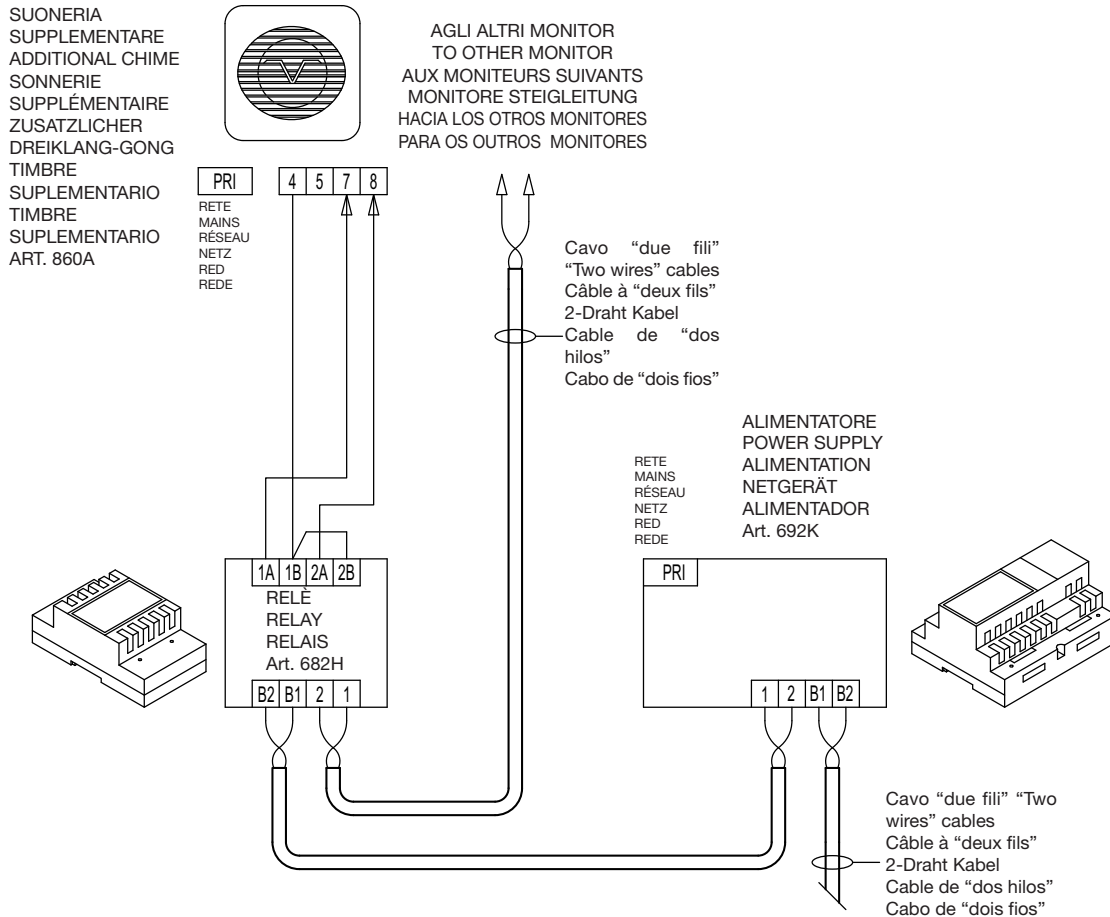 SUONERIA
SUPPLEMENTARE
ADDITIONAL CHIME
SONNERIE
SUPPLÉMENTAIRE
ZUSATZLICHER
DREIKLANG-GONG
TIMBRE
SUPLEMENTARIO
TIMBRE
SUPLEMENTARIO
ART. 860A
AGLI ALTRI MONITOR
TO OTHER MONITOR
AUX MONITEURS SUIVANTS
MONITORE STEIGLEITUNG
HACIA LOS OTROS MONITORES
PARA OS OUTROS MONITORES
PRI
4 5 7 8
RETE
MAINS
RÉSEAU
NETZ
RED
REDE
Cavo “due fili”
“Two wires” cables
Câble à “deux fils”
2-Draht Kabel
Cable de “dos
hilos”
Cabo de “dois fios”
ALIMENTATORE
POWER SUPPLY
ALIMENTATION
NETGERÄT
ALIMENTADOR
Art. 692K
RETE
MAINS
RÉSEAU
NETZ
RED
REDE
1A 1B 2A 2B
RELÈ
RELAY
RELAIS
Art. 682H
B2 B1 2 1
PRI
1 2 B1 B2
Cavo “due fili” “Two
wires” cables
Câble à “deux fils”
2-Draht Kabel
Cable de “dos hilos”
Cabo de “dois fios”